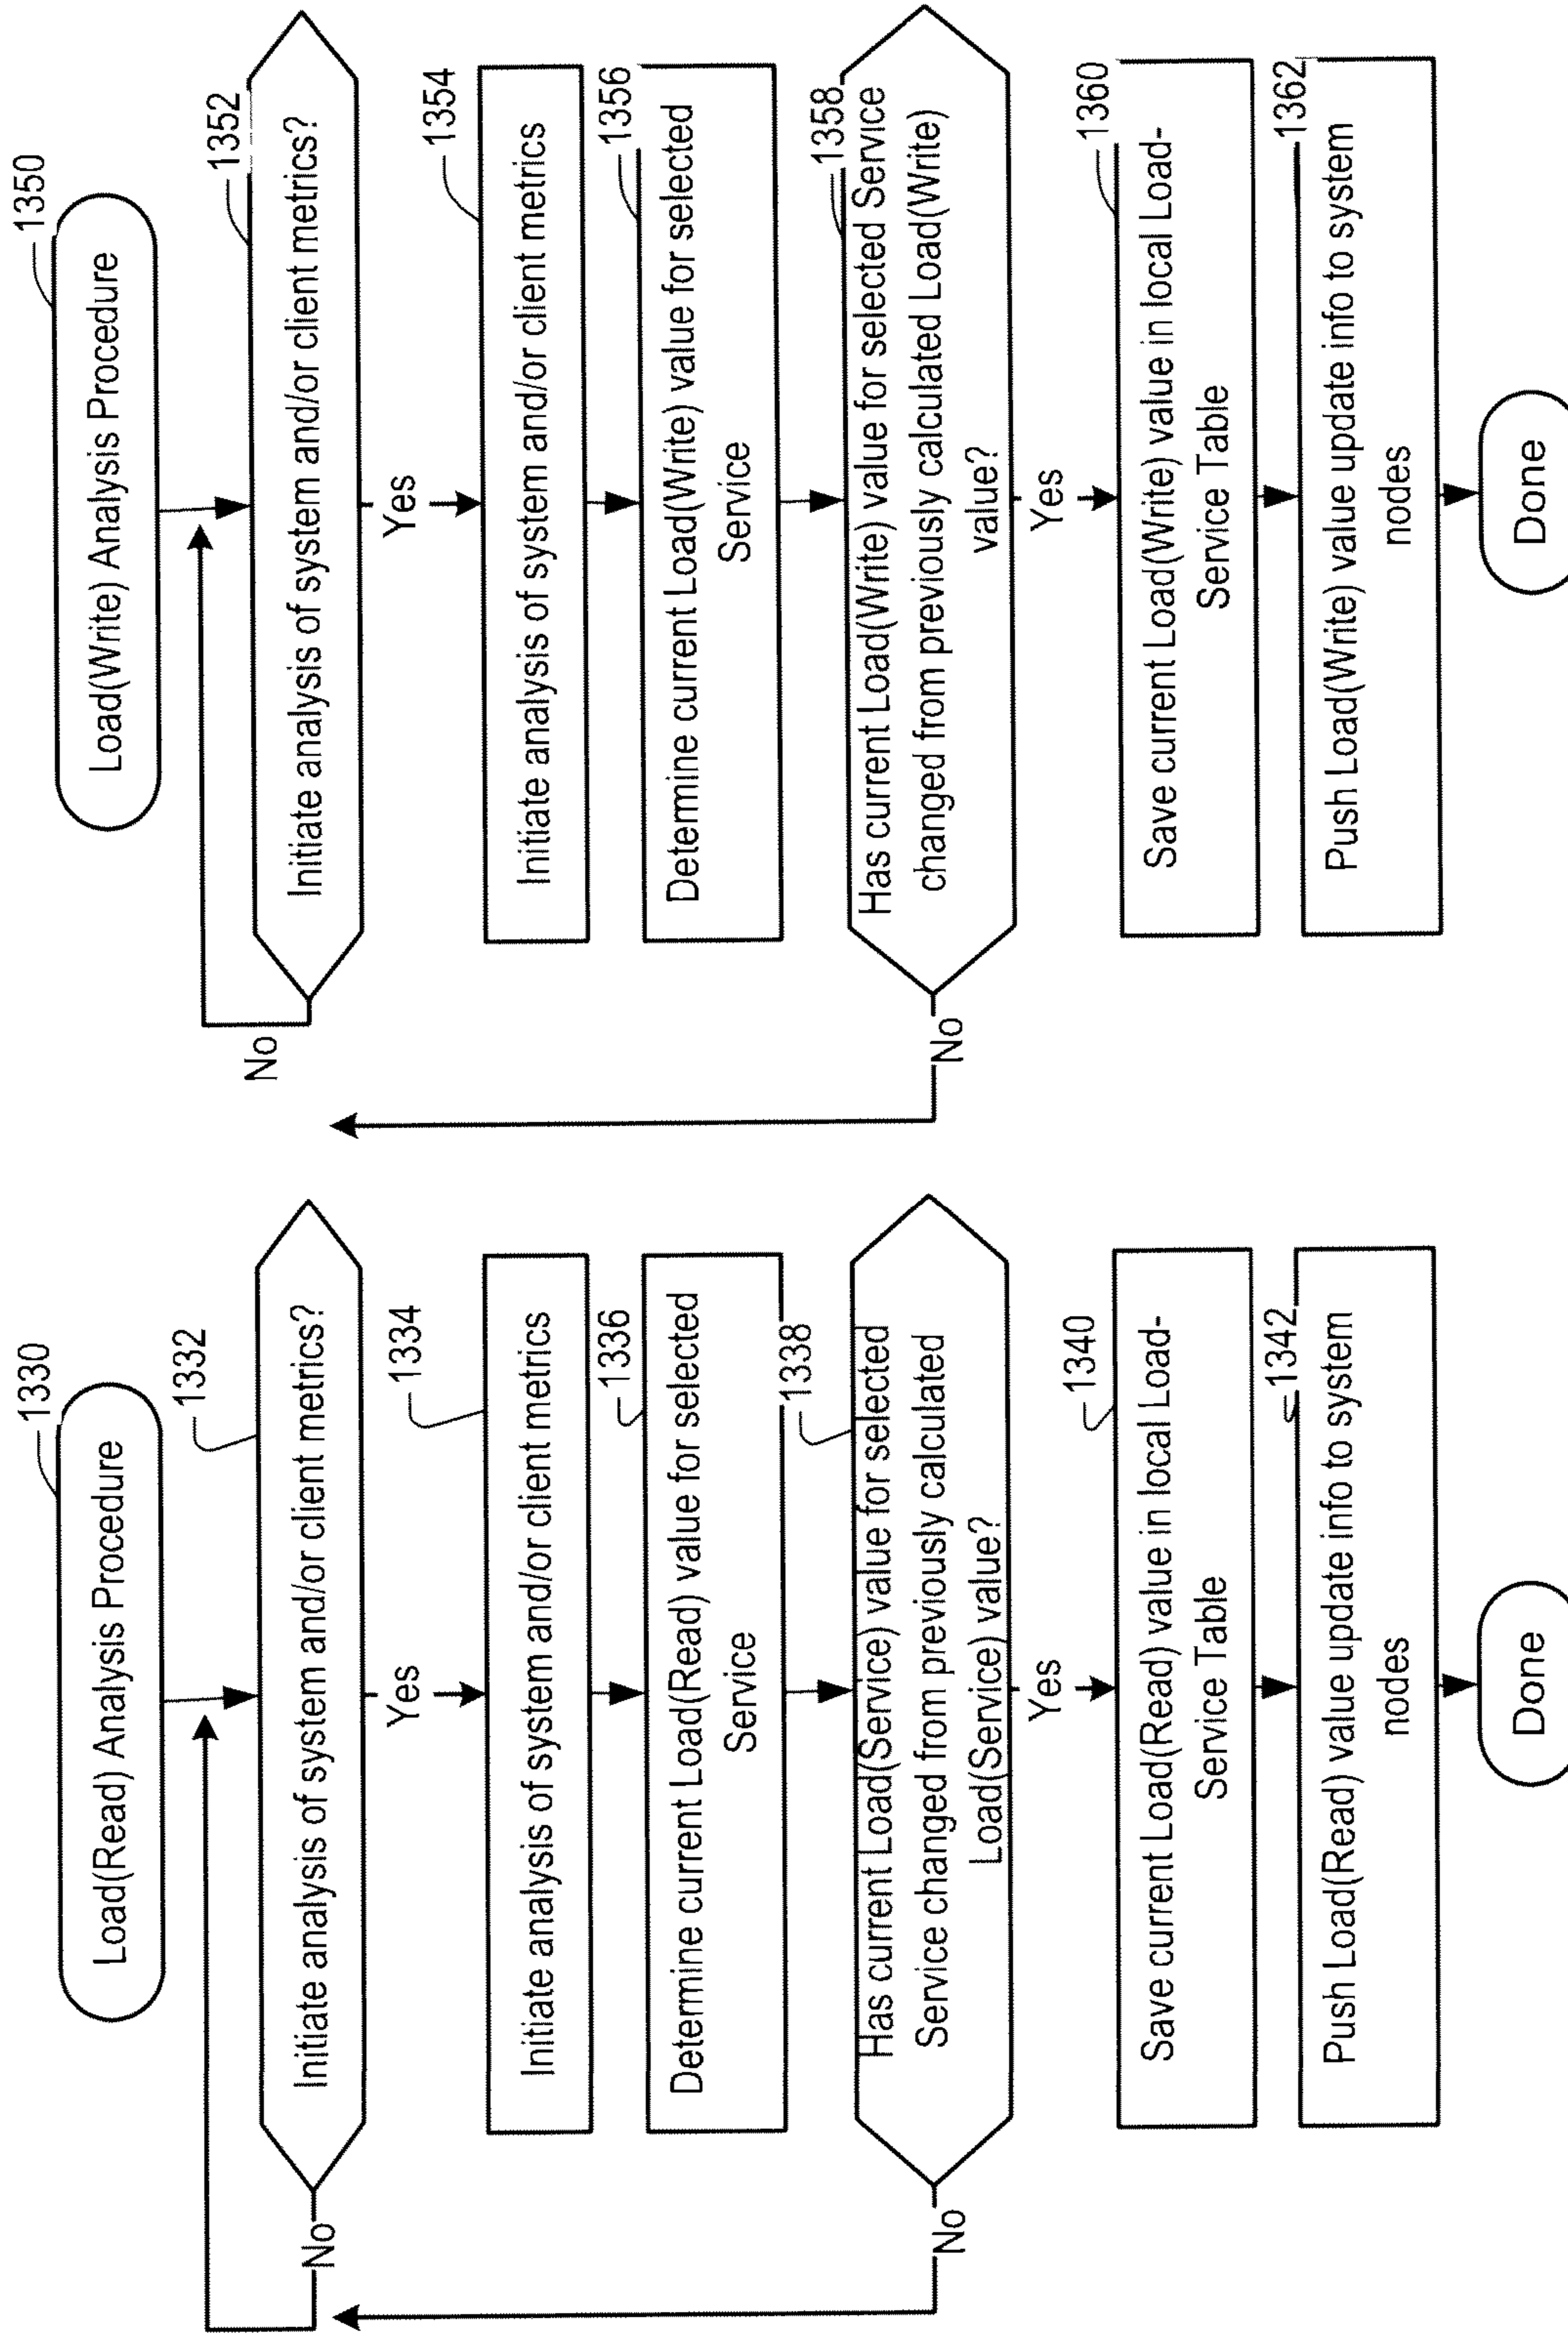 1330
Load(Read) Analysis Procedure
1332
Initiate analysis of system and/or client metrics?
No
Yes
1334
Initiate analysis of system and/or client metrics
1336
Determine current Load(Read) value for selected
Service
1338
Has current Load(Service) value for selected
Service changed from previously calculated
Load(Service) value?
No
Yes
1340
Save current Load(Read) value in local Load-
Service Table
1342
Push Load(Read) value update info to system
nodes
Done
1350
Load(Write) Analysis Procedure
1352
Initiate analysis of system and/or client metrics?
No
Yes
1354
Initiate analysis of system and/or client metrics
1356
Determine current Load(Write) value for selected
Service
1358
Has current Load(Write) value for selected Service
changed from previously calculated Load(Write)
value?
No
Yes
1360
Save current Load(Write) value in local Load-
Service Table
1362
Push Load(Write) value update info to system
nodes
Done